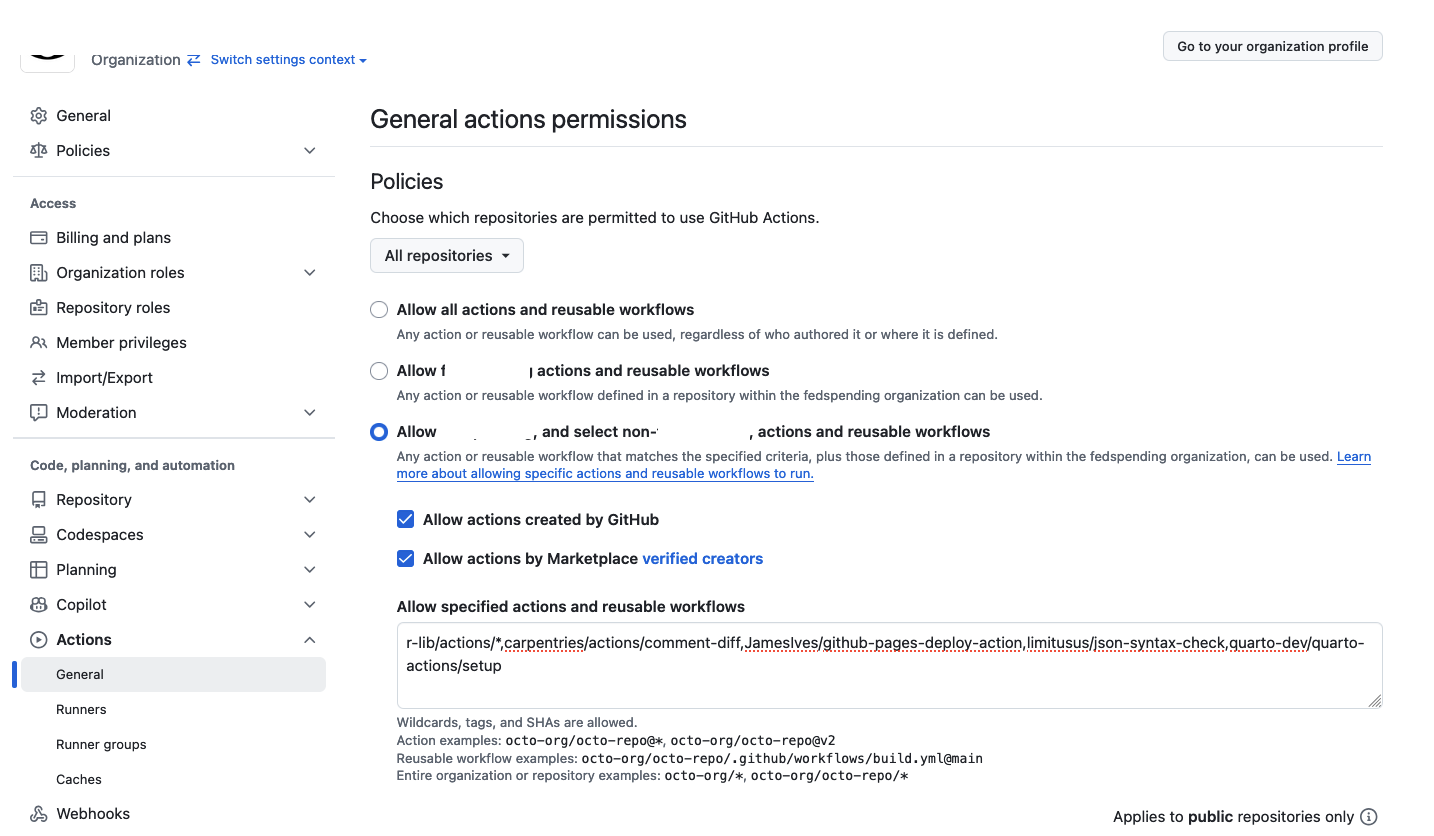 Go to your organization profile
Organization Switch settings context
General
Policies
Access
Billing and plans
Organization roles
Repository roles
Member privileges
Import/Export
Moderation
Code, planning, and automation
Repository
Codespaces
Planning
Copilot
Actions
General
Runners
Runner groups
Caches
Webhooks
General actions permissions
Policies
Choose which repositories are permitted to use GitHub Actions.
All repositories
Allow all actions and reusable workflows
Any action or reusable workflow can be used, regardless of who authored it or where it is defined.
Allow actions and reusable workflows
Any action or reusable workflow defined in a repository within the fedspending organization can be used.
Allow , and select non- , actions and reusable workflows
Any action or reusable workflow that matches the specified criteria, plus those defined in a repository within the fedspending organization, can be used. Learn
more about allowing specific actions and reusable workflows to run.
Allow actions created by GitHub
Allow actions by Marketplace verified creators
Allow specified actions and reusable workflows
r-lib/actions/*,carpentries/actions/comment-diff,JamesIves/github-pages-deploy-action,limitusus/json-syntax-check,quarto-dev/quarto-
actions/setup
Wildcards, tags, and SHAs are allowed.
Action examples: octo-org/octo-repo@*, octo-org/octo-repo@v2
Reusable workflow examples: octo-org/octo-repo/.github/workflows/build.yml@main
Entire organization or repository examples: octo-org/*, octo-org/octo-repo/*
Applies to public repositories only